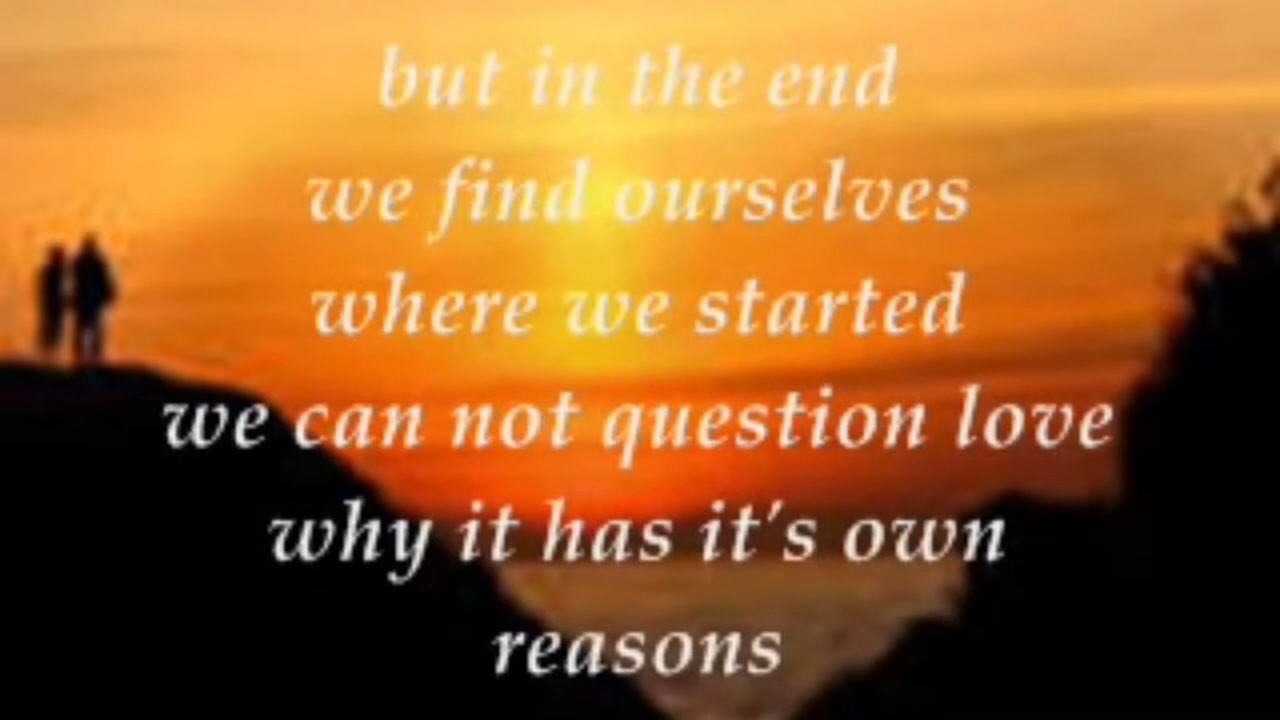 but in the end
we find ourselves
where we started
we can not question love
why it has it's own
reasons